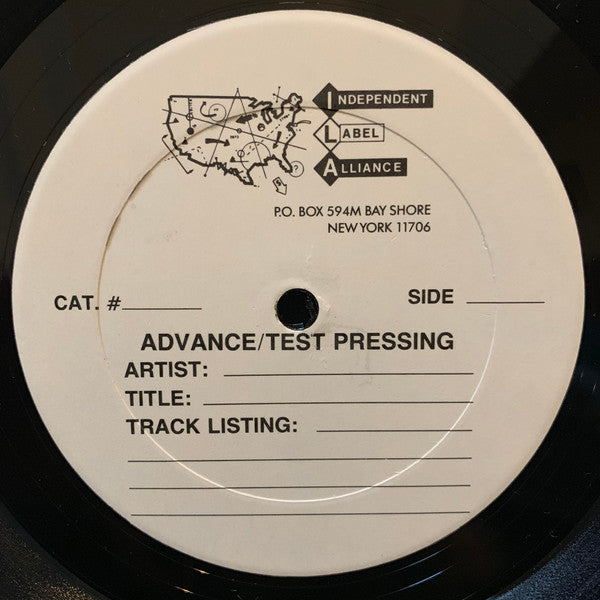 INDEPENDENT
LABEL
ALLIANCE
P.O. BOX 594M BAY SHORE
NEW YORK 11706
CAT. #
SIDE
ADVANCE/TEST PRESSING
ARTIST:
TITLE:
TRACK LISTING: